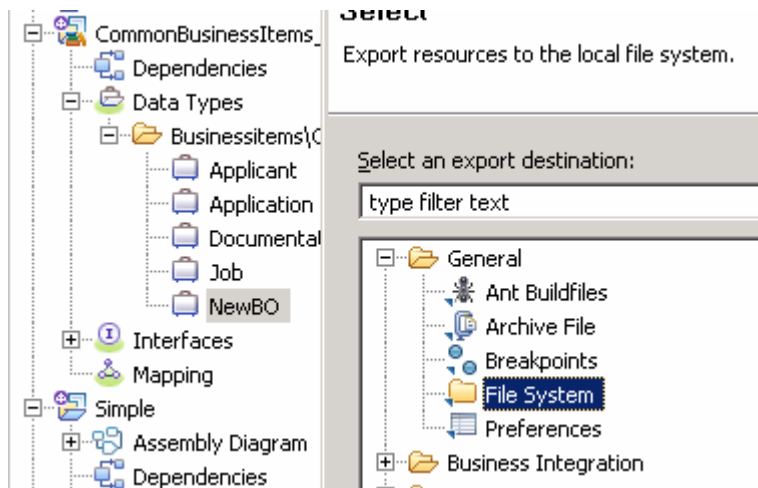 CommonBusinessItems_
Dependencies
Data Types
Businessitems\
Applicant
Application
Documenta
Job
NewBO
Interfaces
Mapping
Simple
Assembly Diagram
Dependencies
Select
Export resources to the local file system.
Select an export destination:
type filter text
General
Ant Buildfiles
Archive File
Breakpoints
File System
Preferences
Business Integration